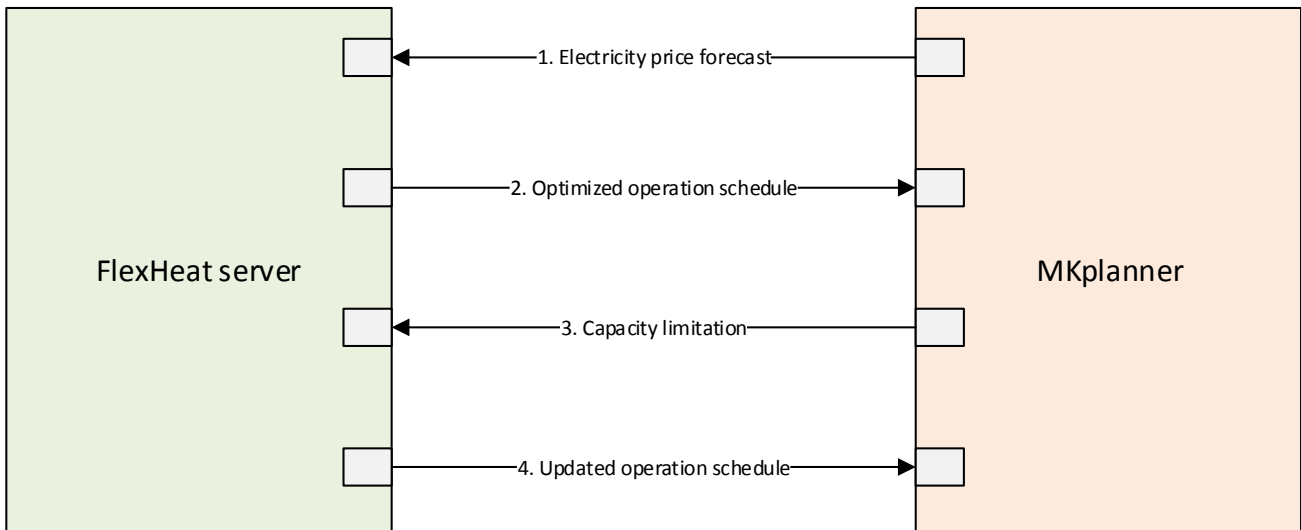 1. Electricity price forecast
2. Optimized operation schedule
FlexHeat server
MKplanner
3. Capacity limitation
4. Updated operation schedule